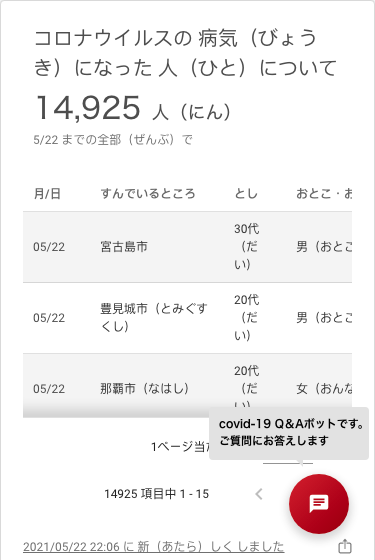 コロナウイルスの 病気（びょう
き）になった 人（ひと）について
14,925 人（にん）
5/22 までの全部（ぜんぶ）で
月/日 すんでいるところ とし おとこ・お
05/22 宮古島市 30代（だい） 男（おとこ
05/22 豊見城市（とみぐすくし） 20代（だい） 男（おとこ
05/22 那覇市（なはし） 20代（だい） 女（おんな
covid-19 Q&Aボットです。
ご質問にお答えします
1ページ当た
14925 項目中 1 - 15
2021/05/22 22:06 に 新（あたら）しく しました